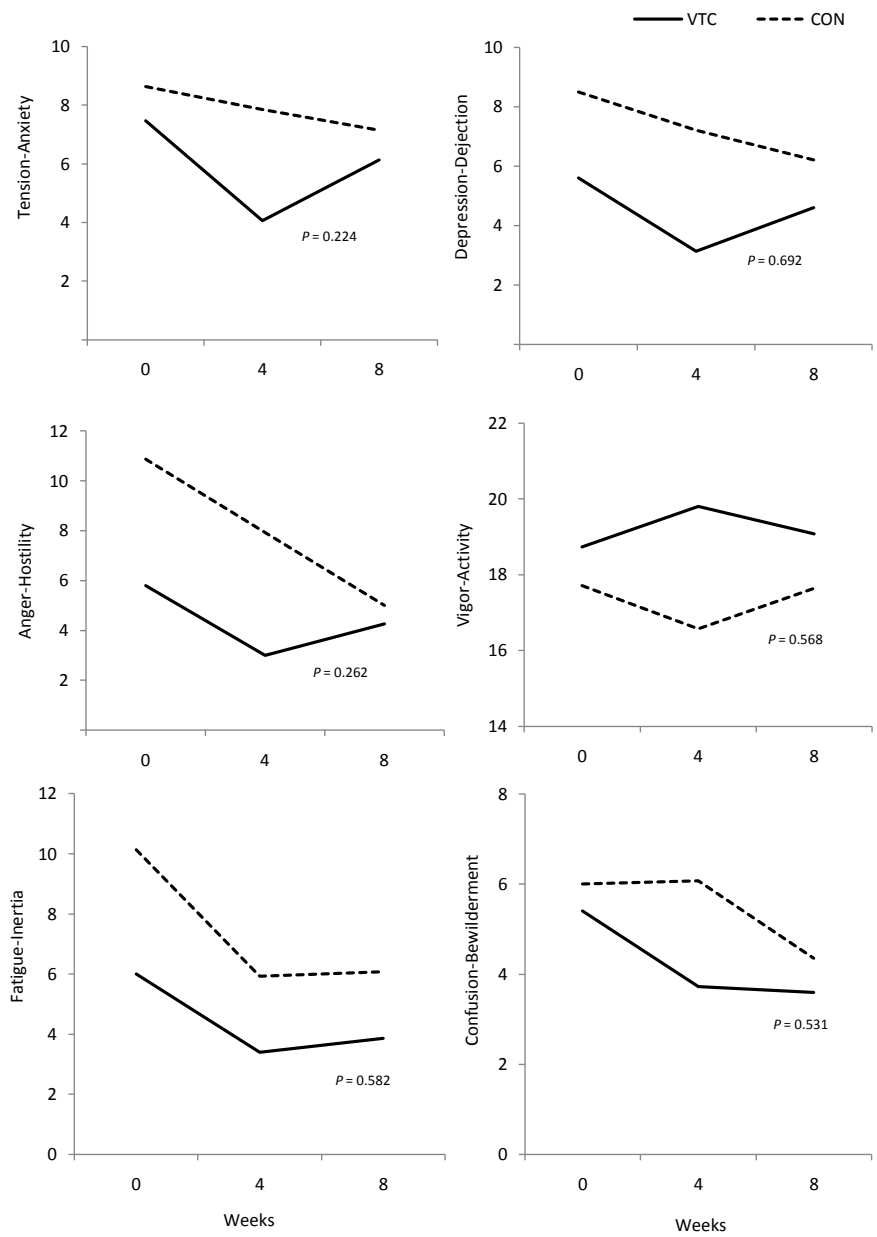 VTC CON
Tension-Anxiety
10
8
6
4
2
P = 0.224
0 4 8
Depression-Dejection
10
8
6
4
2
P = 0.692
0 4 8
Anger-Hostility
12
10
8
6
4
2
P = 0.262
0 4 8
Vigor-Activity
22
20
18
16
14
P = 0.568
0 4 8
Fatigue-Inertia
12
10
8
6
4
2
0
P = 0.582
0 4 8
Weeks
Confusion-Bewilderment
8
6
4
2
0
P = 0.531
0 4 8
Weeks